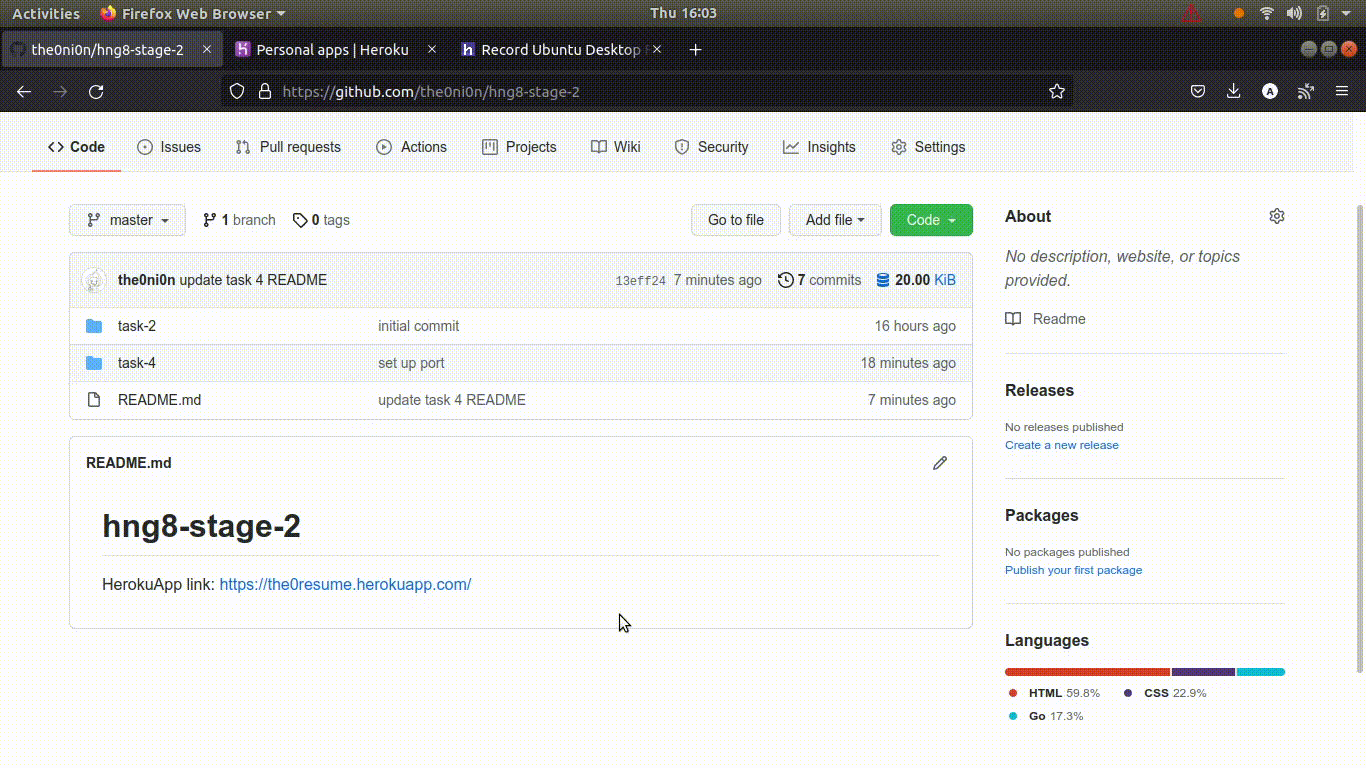 Activities Firefox Web Browser Thu 16:03
the0ni0n/hng8-stage-2 Personal apps | Heroku Record Ubuntu Desktop
https://github.com/the0ni0n/hng8-stage-2
Code Issues Pull requests Actions Projects Wiki Security Insights Settings
master 1 branch 0 tags Go to file Add file Code
the0ni0n update task 4 README 13eff24 7 minutes ago 7 commits 20.00 KiB
task-2 initial commit 16 hours ago
task-4 set up port 18 minutes ago
README.md update task 4 README 7 minutes ago
README.md
hng8-stage-2
HerokuApp link: https://the0resume.herokuapp.com/
About
No description, website, or topics
provided.
Readme
Releases
No releases published
Create a new release
Packages
No packages published
Publish your first package
Languages
HTML 59.8% CSS 22.9%
Go 17.3%